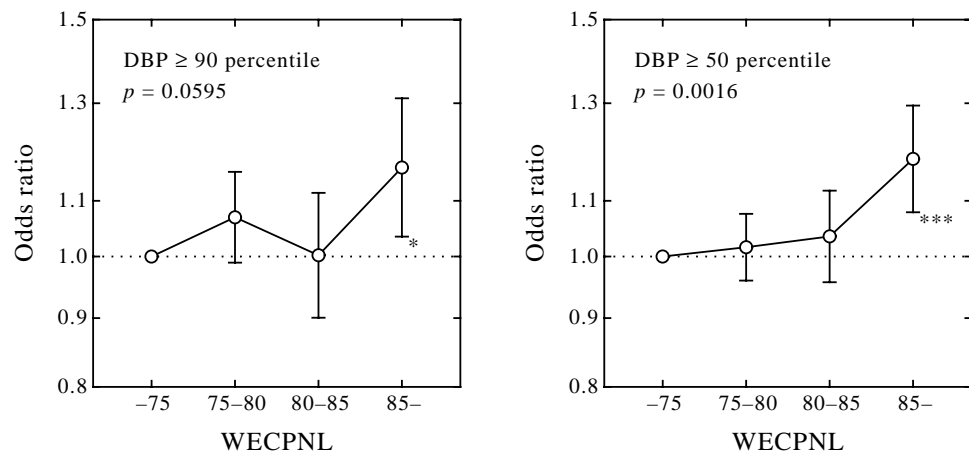 1.5
DBP ≥ 90 percentile
p = 0.0595
1.3
1.1
1.0
0.9
0.8
Odds ratio
*
–75 75–80 80–85 85–
WECPNL
1.5
DBP ≥ 50 percentile
p = 0.0016
1.3
1.1
1.0
0.9
0.8
Odds ratio
***
–75 75–80 80–85 85–
WECPNL